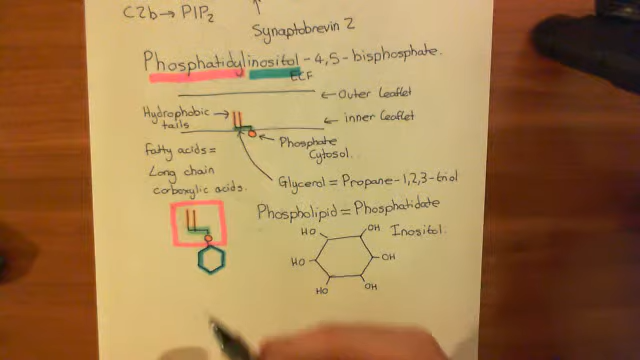 C2b → PIP₂
Synaptobrevin 2
Phosphatidylinositol - 4,5 - bisphosphate.
ECF
← Outer Leaflet
Hydrophobic → tails
← inner Leaflet
← Phosphate
Cytosol.
Fatty acids =
Long chain
carboxylic acids.
Glycerol = Propane-1,2,3-triol
Phospholipid = Phosphatidate
HO OH Inositol.
HO OH
HO OH